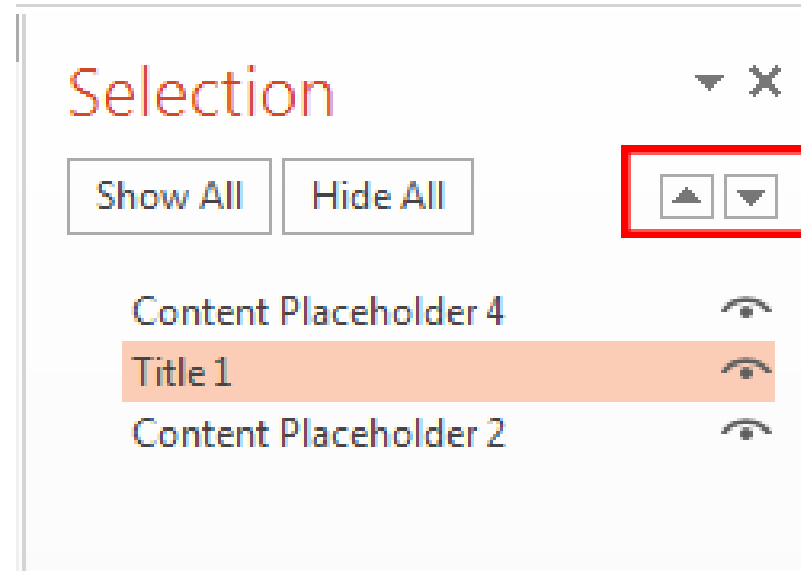 Selection
Show All Hide All
Content Placeholder 4
Title 1
Content Placeholder 2